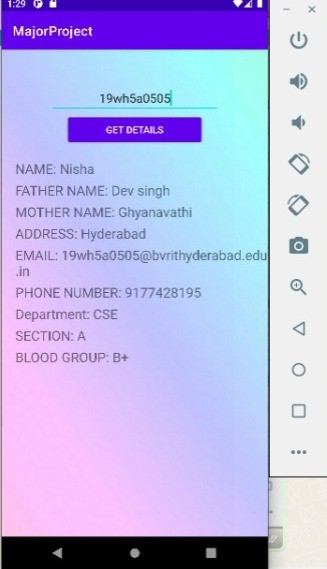 1:29
MajorProject
19wh5a0505
GET DETAILS
NAME: Nisha
FATHER NAME: Dev singh
MOTHER NAME: Ghyanavathi
ADDRESS: Hyderabad
EMAIL: 19wh5a0505@bvrithyderabad.edu
.in
PHONE NUMBER: 9177428195
Department: CSE
SECTION: A
BLOOD GROUP: B+